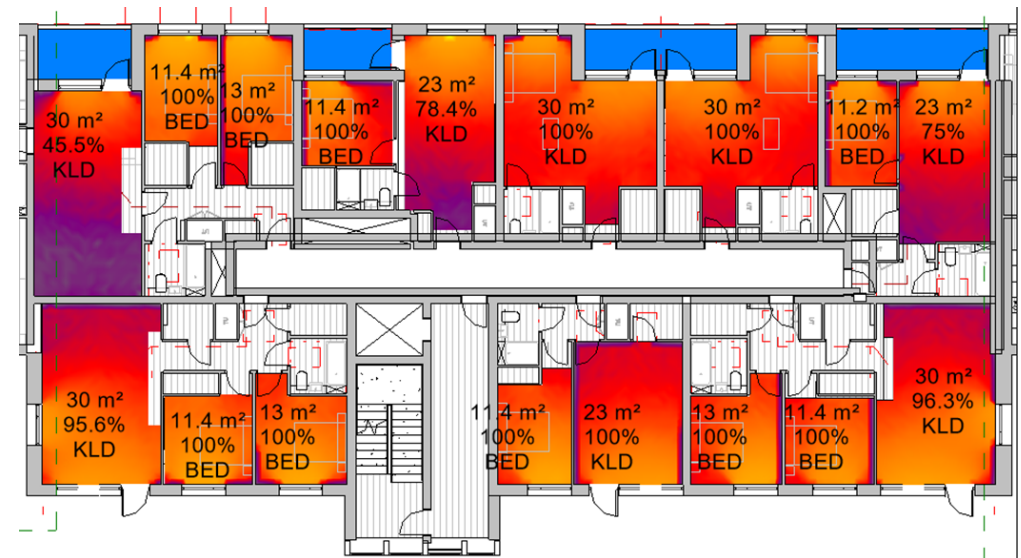 11.4 m²
100%
BED
13 m²
100%
BED
30 m²
45.5%
KLD
11.4 m²
100%
BED
23 m²
78.4%
KLD
30 m²
100%
KLD
30 m²
100%
KLD
11.2 m²
100%
BED
23 m²
75%
KLD
30 m²
95.6%
KLD
11.4 m²
100%
BED
13 m²
100%
BED
11.4 m²
100%
BED
23 m²
100%
KLD
13 m²
100%
BED
11.4 m²
100%
BED
30 m²
96.3%
KLD